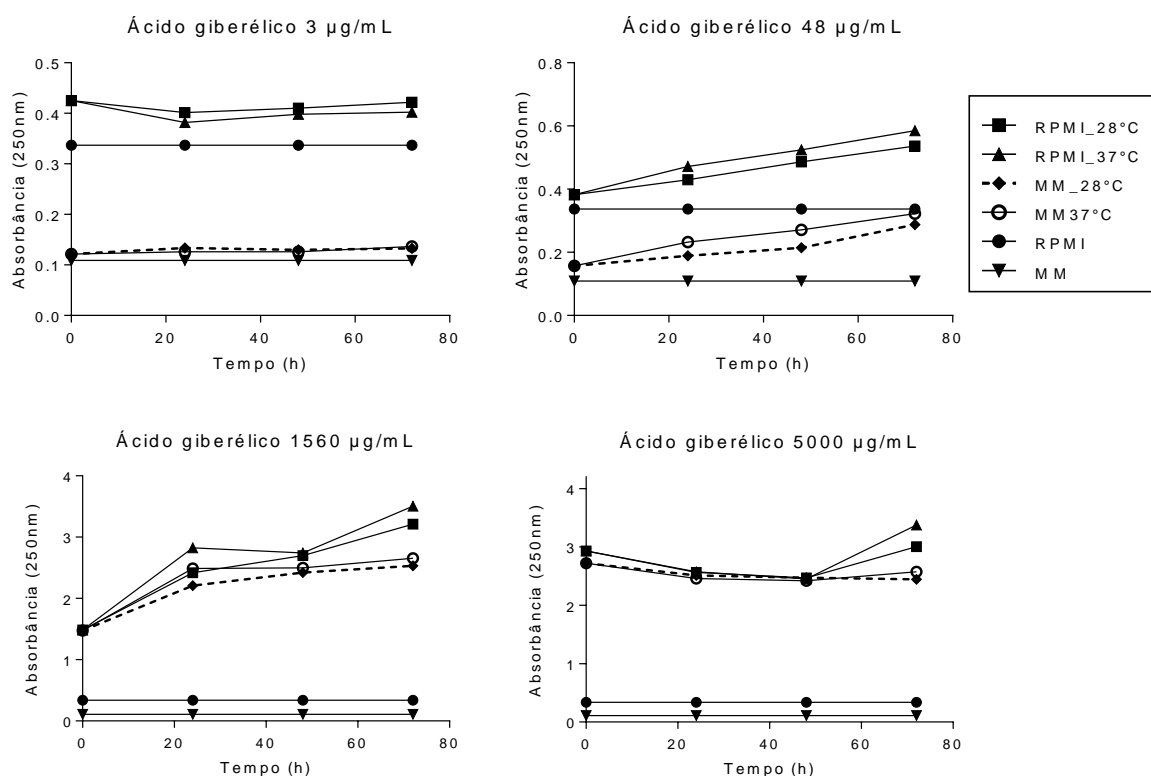 Ácido giberélico 3 µg/mL
Absorbância (250nm)
0.5
0.4
0.3
0.2
0.1
0.0
0 20 40 60 80
Tempo (h)
Ácido giberélico 48 µg/mL
Absorbância (250nm)
0.8
0.6
0.4
0.2
0.0
0 20 40 60 80
Tempo (h)
RPMI_28°C
RPMI_37°C
MM_28°C
MM37°C
RPMI
MM
Ácido giberélico 1560 µg/mL
Absorbância (250nm)
4
3
2
1
0
0 20 40 60 80
Tempo (h)
Ácido giberélico 5000 µg/mL
Absorbância (250nm)
4
3
2
1
0
0 20 40 60 80
Tempo (h)